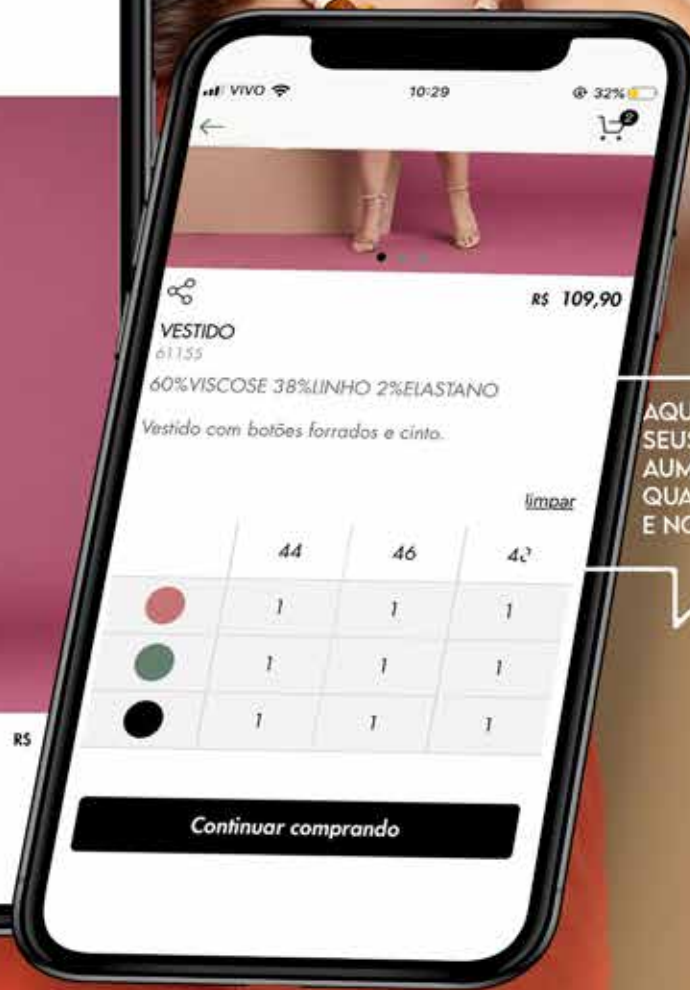 VIVO 10:29 32%
2
R$ 109,90
VESTIDO
61155
60%VISCOSE 38%LINHO 2%ELASTANO
Vestido com botões forrados e cinto.
limpar
44 46
1 1 1
1 1 1
1 1 1
Continuar comprando
R$
AQU
SEUS
AUM
QUA
E NO